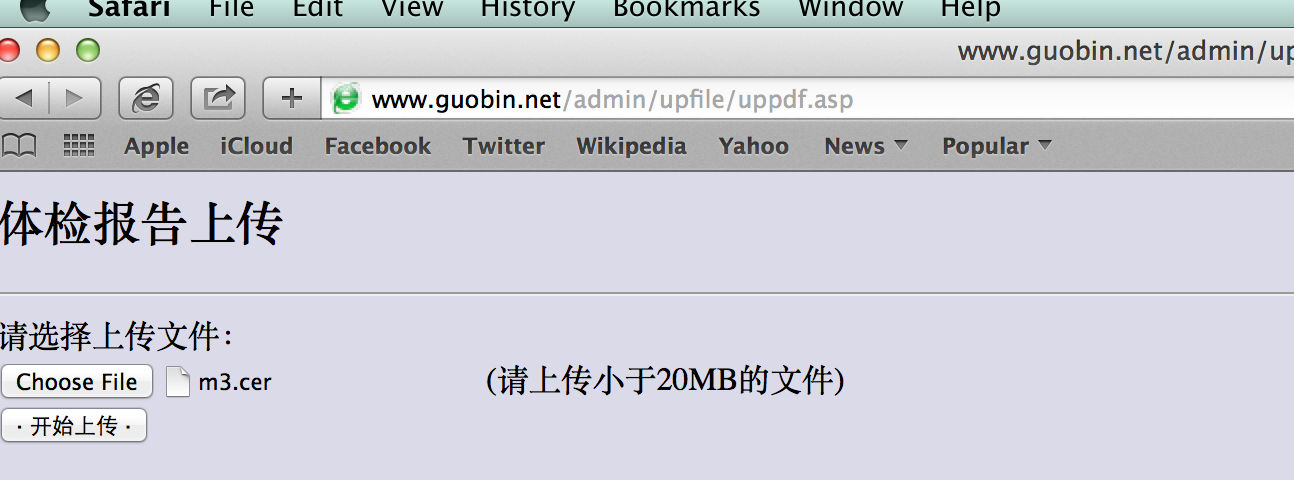 Safari File Edit View History Bookmarks Window Help
www.guobin.net/admin/up
www.guobin.net/admin/upfile/uppdf.asp
Apple iCloud Facebook Twitter Wikipedia Yahoo News Popular
体检报告上传
请选择上传文件：
Choose File m3.cer (请上传小于20MB的文件)
· 开始上传 ·